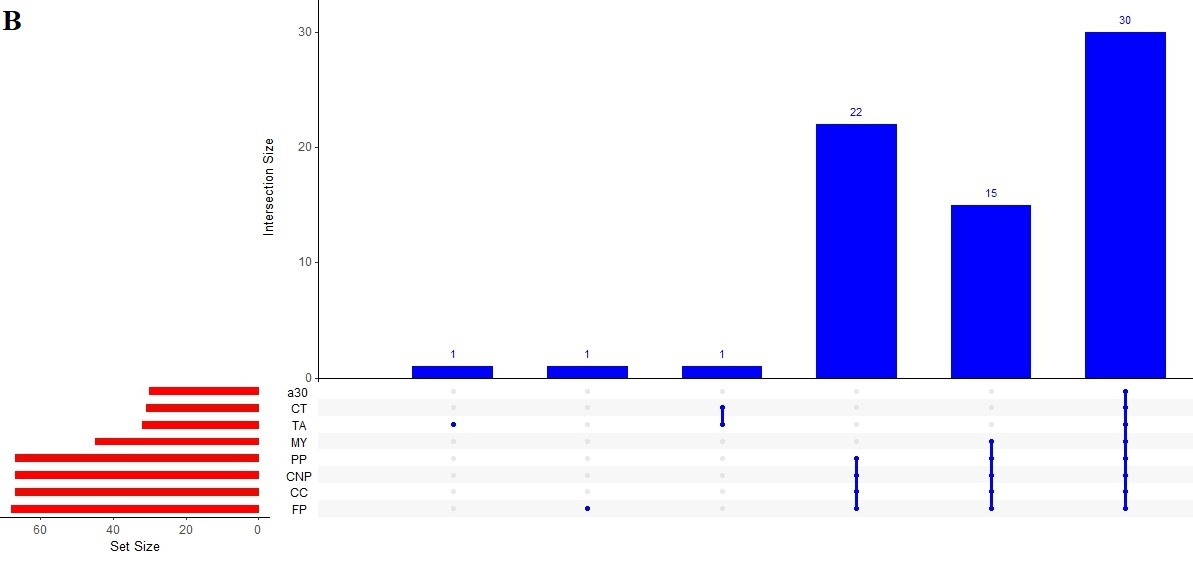 B
30
30
22
20
15
Intersection Size
10
1 1 1
0
a30
CT
TA
MY
PP
CNP
CC
FP
60 40 20 0
Set Size